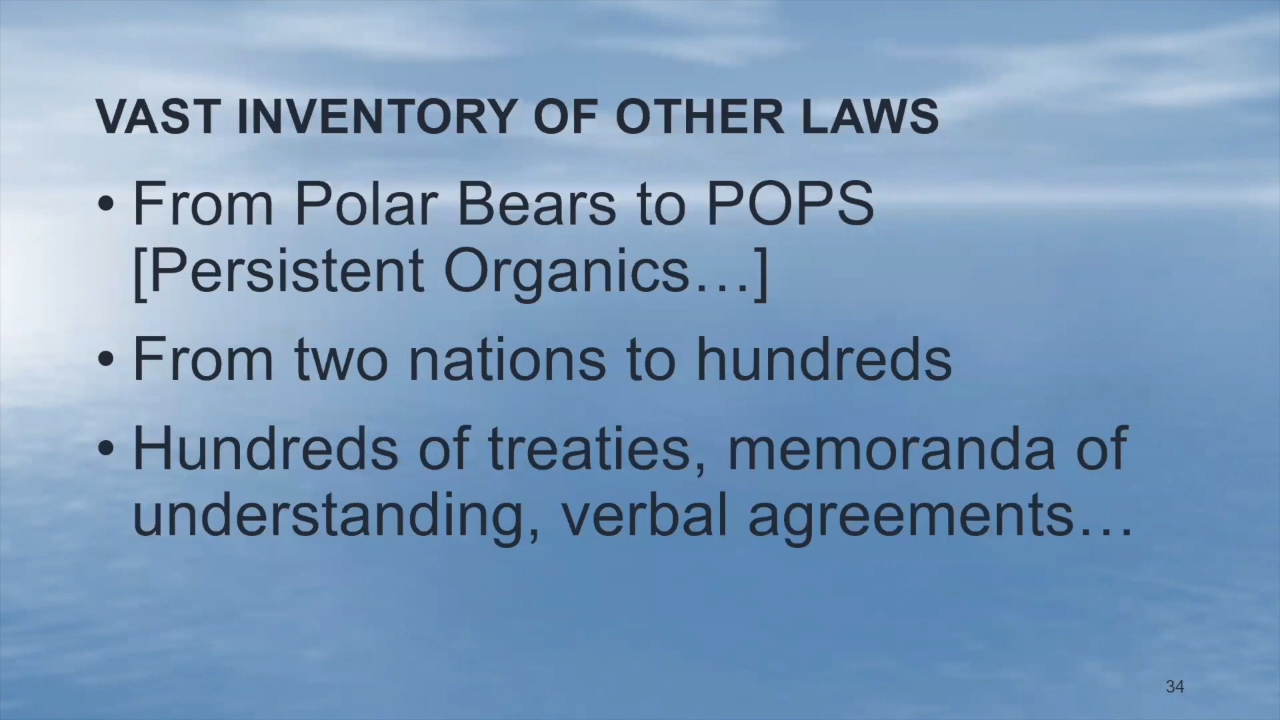 VAST INVENTORY OF OTHER LAWS
• From Polar Bears to POPS
[Persistent Organics…]
• From two nations to hundreds
• Hundreds of treaties, memoranda of
understanding, verbal agreements…
34